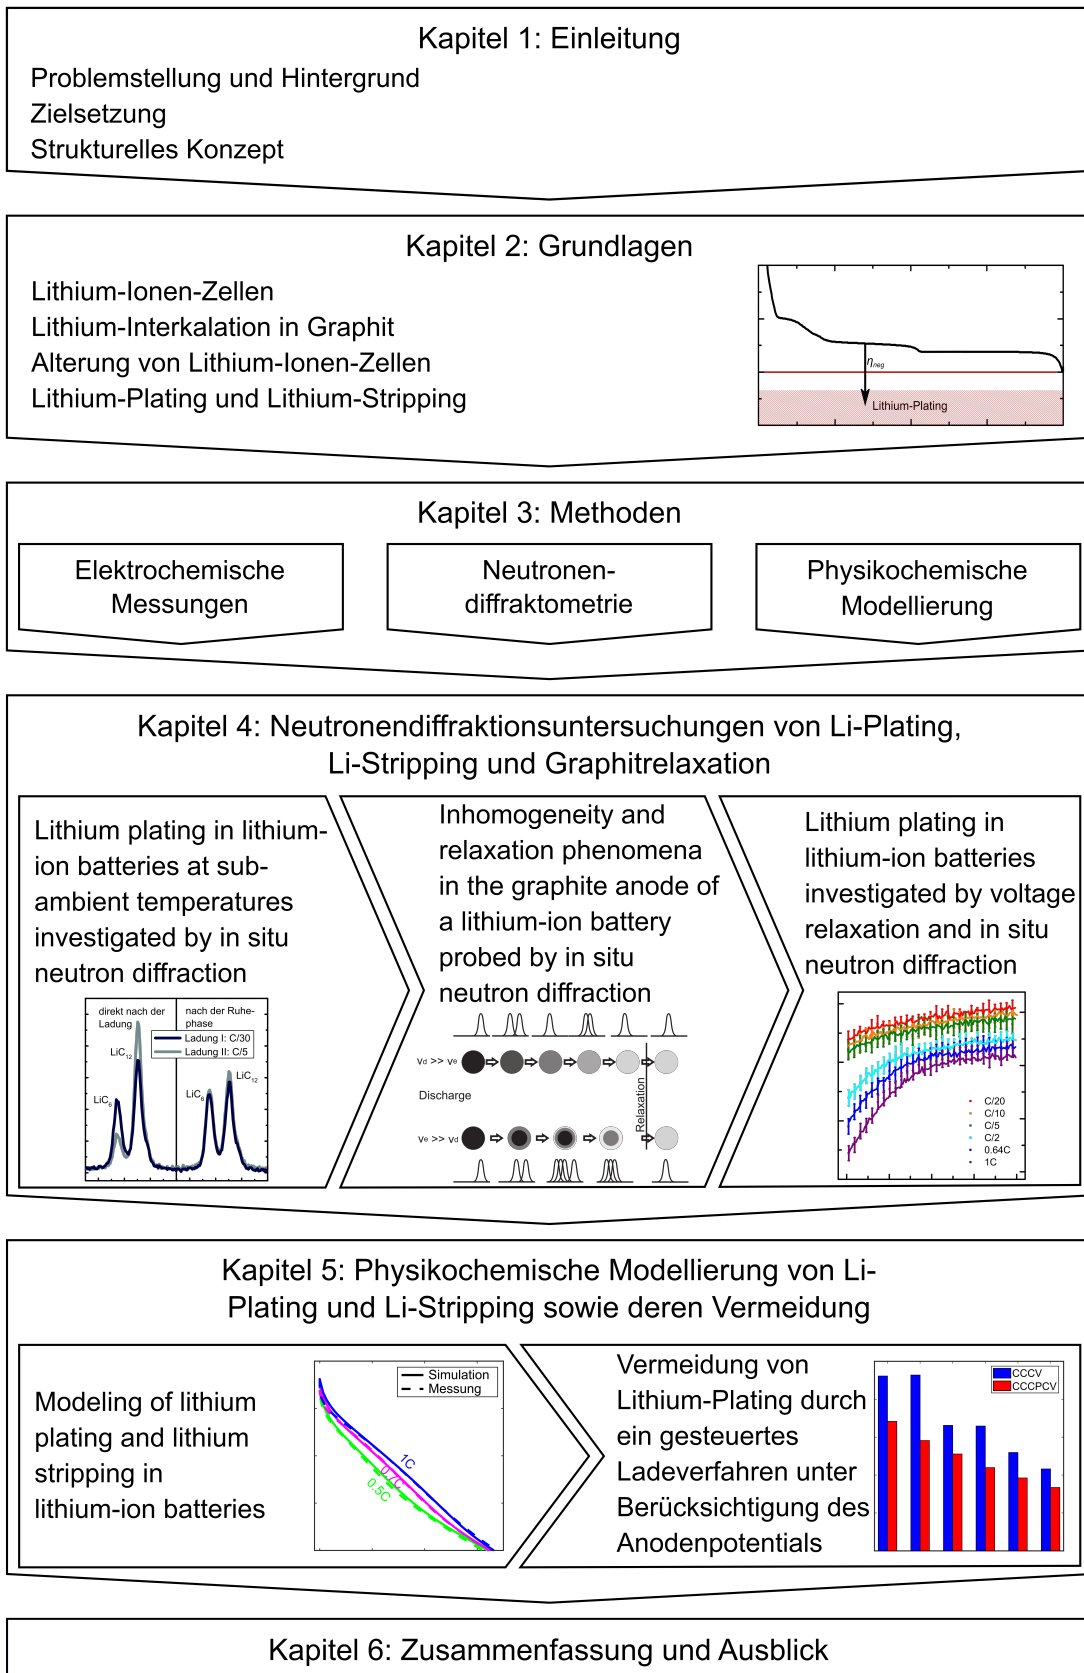 Kapitel 1: Einleitung
Problemstellung und Hintergrund
Zielsetzung
Strukturelles Konzept
Kapitel 2: Grundlagen
Lithium-Ionen-Zellen
Lithium-Interkalation in Graphit
Alterung von Lithium-Ionen-Zellen
Lithium-Plating und Lithium-Stripping
ηneg
Lithium-Plating
Kapitel 3: Methoden
Elektrochemische
Messungen
Neutronen-
diffraktometrie
Physikochemische
Modellierung
Kapitel 4: Neutronendiffraktionsuntersuchungen von Li-Plating,
Li-Stripping und Graphitrelaxation
Lithium plating in lithium-
ion batteries at sub-
ambient temperatures
investigated by in situ
neutron diffraction
direkt nach der
Ladung
nach der Ruhe-
phase
Ladung I: C/30
Ladung II: C/5
LiC12
LiC6
LiC12
LiC6
Inhomogeneity and
relaxation phenomena
in the graphite anode of
a lithium-ion battery
probed by in situ
neutron diffraction
vd >> ve
Discharge
Relaxation
ve >> vd
Lithium plating in
lithium-ion batteries
investigated by voltage
relaxation and in situ
neutron diffraction
C/20
C/10
C/5
C/2
0.64C
1C
Kapitel 5: Physikochemische Modellierung von Li-
Plating und Li-Stripping sowie deren Vermeidung
Modeling of lithium
plating and lithium
stripping in
lithium-ion batteries
Simulation
Messung
1C
0.7C
0.5C
Vermeidung von
Lithium-Plating durch
ein gesteuertes
Ladeverfahren unter
Berücksichtigung des
Anodenpotentials
CCCV
CCCPCV
Kapitel 6: Zusammenfassung und Ausblick